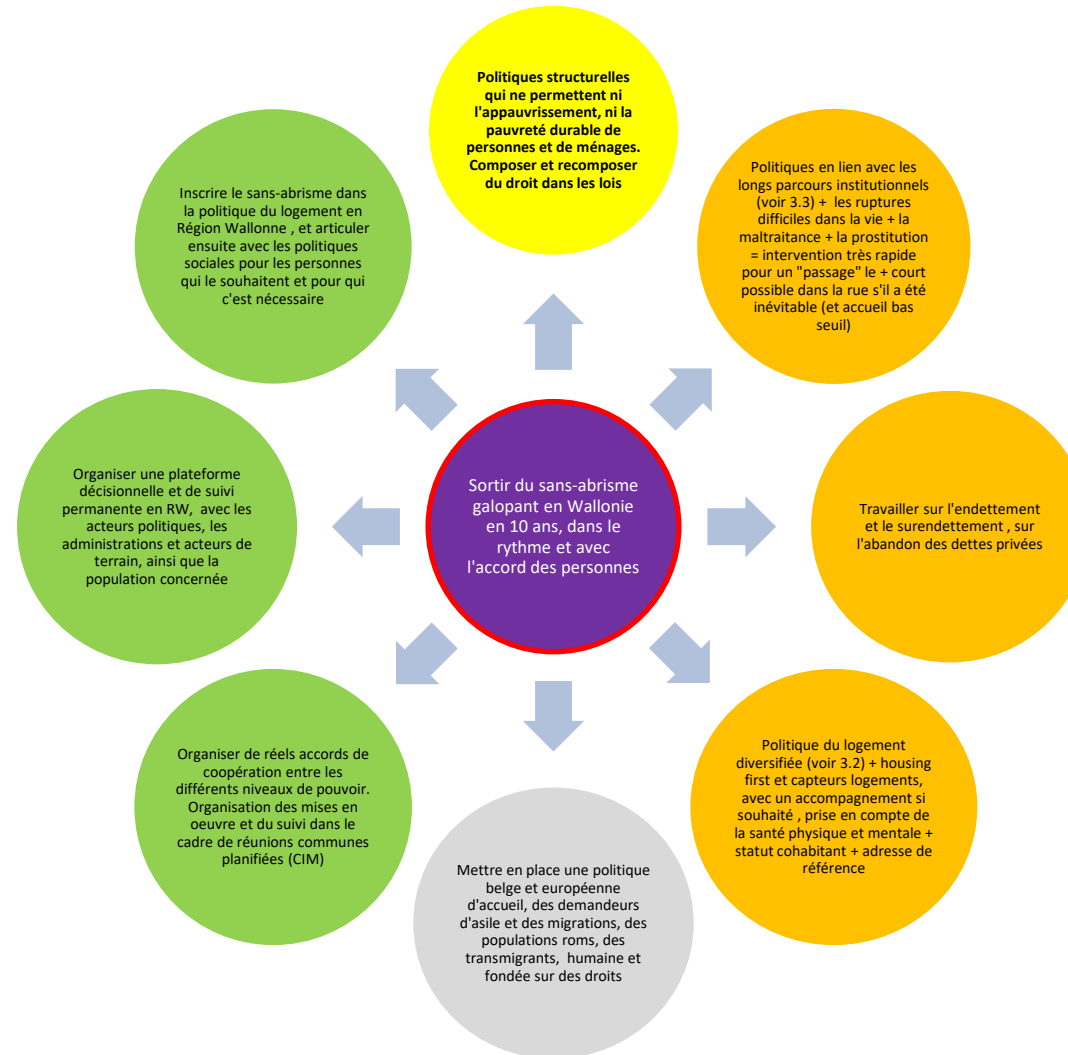 Politiques structurelles
qui ne permettent ni
l'appauvrissement, ni la
pauvreté durable de
personnes et de ménages.
Composer et recomposer
du droit dans les lois
Politiques en lien avec les
longs parcours institutionnels
(voir 3.3) + les ruptures
difficiles dans la vie + la
maltraitance + la prostitution
= intervention très rapide
pour un "passage" le + court
possible dans la rue s'il a été
inévitable (et accueil bas
seuil)
Travailler sur l'endettement
et le surendettement , sur
l'abandon des dettes privées
Politique du logement
diversifiée (voir 3.2) + housing
first et capteurs logements,
avec un accompagnement si
souhaité , prise en compte de
la santé physique et mentale +
statut cohabitant + adresse de
référence
Mettre en place une politique
belge et européenne
d'accueil, des demandeurs
d'asile et des migrations, des
populations roms, des
transmigrants, humaine et
fondée sur des droits
Organiser de réels accords de
coopération entre les
différents niveaux de pouvoir.
Organisation des mises en
oeuvre et du suivi dans le
cadre de réunions communes
planifiées (CIM)
Organiser une plateforme
décisionnelle et de suivi
permanente en RW, avec les
acteurs politiques, les
administrations et acteurs de
terrain, ainsi que la
population concernée
Inscrire le sans-abrisme dans
la politique du logement en
Région Wallonne , et articuler
ensuite avec les politiques
sociales pour les personnes
qui le souhaitent et pour qui
c'est nécessaire
Sortir du sans-abrisme
galopant en Wallonie
en 10 ans, dans le
rythme et avec
l'accord des personnes